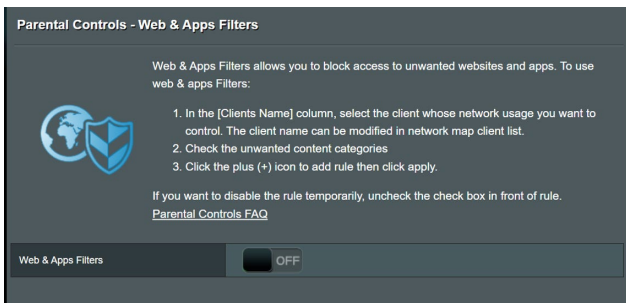 Parental Controls - Web & Apps Filters
Web & Apps Filters allows you to block access to unwanted websites and apps. To use
web & apps Filters:
1. In the [Clients Name] column, select the client whose network usage you want to
control. The client name can be modified in network map client list.
2. Check the unwanted content categories
3. Click the plus (+) icon to add rule then click apply.
If you want to disable the rule temporarily, uncheck the check box in front of rule.
Parental Controls FAQ
Web & Apps Filters
OFF